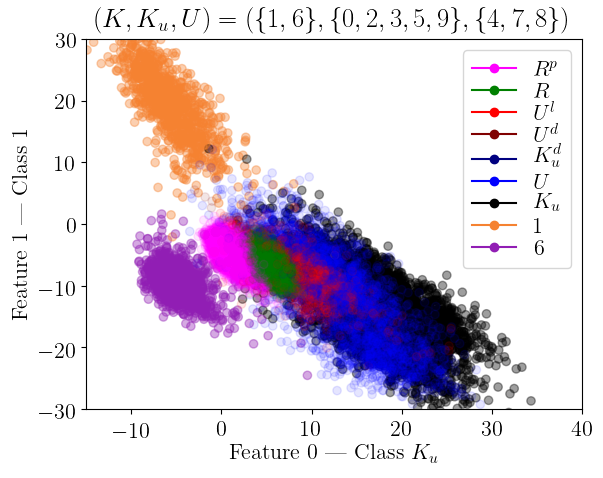 (K, K_u, U) = ({1, 6}, {0, 2, 3, 5, 9}, {4, 7, 8})
30
20
10
0
−10
−20
−30
Feature 1 — Class 1
R^p
R
U^l
U^d
K_u^d
U
K_u
1
6
−10
0
10
20
30
40
Feature 0 — Class K_u